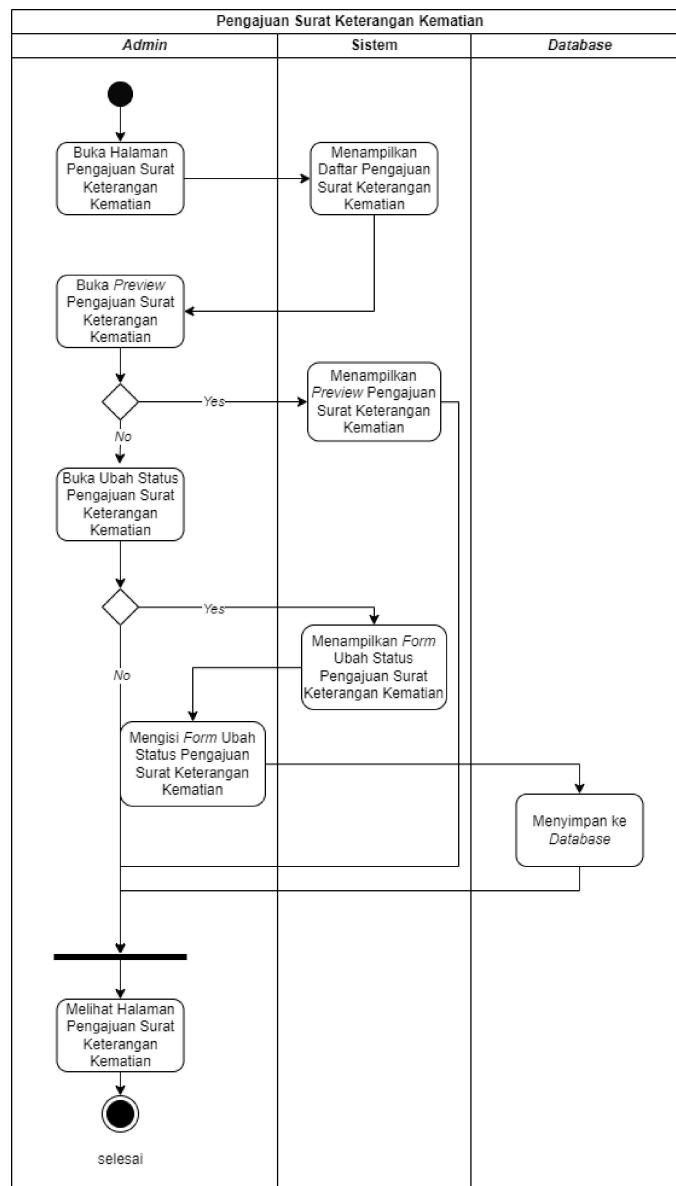 Pengajuan Surat Keterangan Kematian
Admin
Sistem
Database
Buka Halaman
Pengajuan Surat
Keterangan
Kematian
Menampilkan
Daftar Pengajuan
Surat Keterangan
Kematian
Buka Preview
Pengajuan Surat
Keterangan
Kematian
Yes
Menampilkan
Preview Pengajuan
Surat Keterangan
Kematian
No
Buka Ubah Status
Pengajuan Surat
Keterangan
Kematian
Yes
Menampilkan Form
Ubah Status
Pengajuan Surat
Keterangan Kematian
No
Mengisi Form Ubah
Status Pengajuan
Surat Keterangan
Kematian
Menyimpan ke
Database
Melihat Halaman
Pengajuan Surat
Keterangan
Kematian
selesai